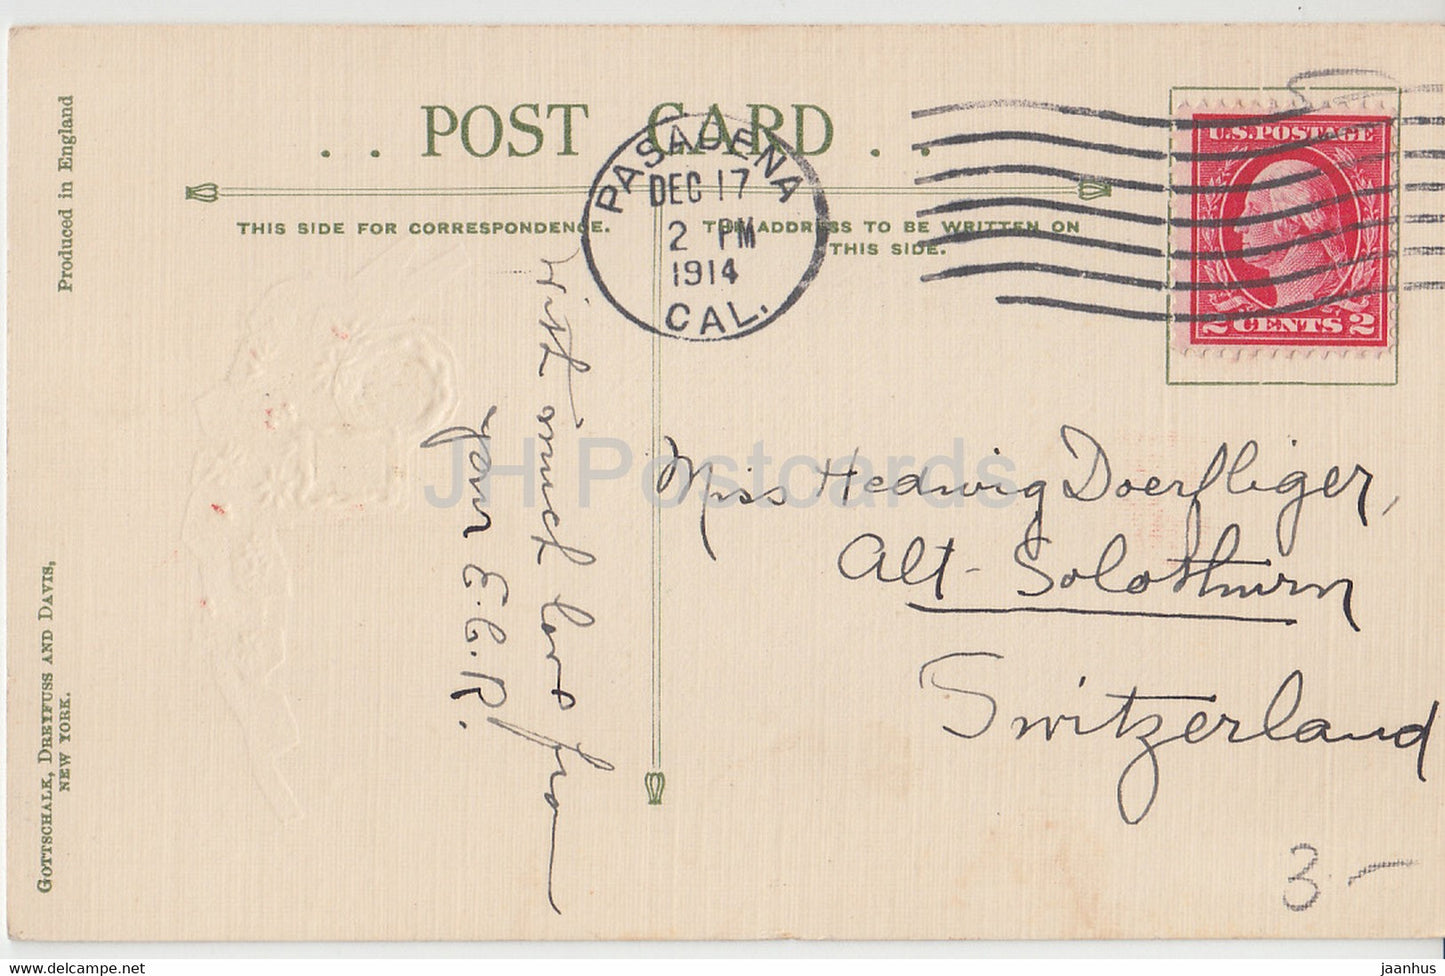 POST CARD
THIS SIDE FOR CORRESPONDENCE.
THE ADDRESS TO BE WRITTEN ON
THIS SIDE.
PASADENA
DEC 17
2 PM
1914
CAL.
U.S. POSTAGE
2 CENTS 2
Produced in England
GOTTSCHALK, DREYFUSS AND DAVIS,
NEW YORK.
With much love from
your E.C.R.
Miss Hedwig Doerfliger,
Alt-Solothurn
Switzerland
3 -
JH Postcards
www.delcampe.net
jaanhus